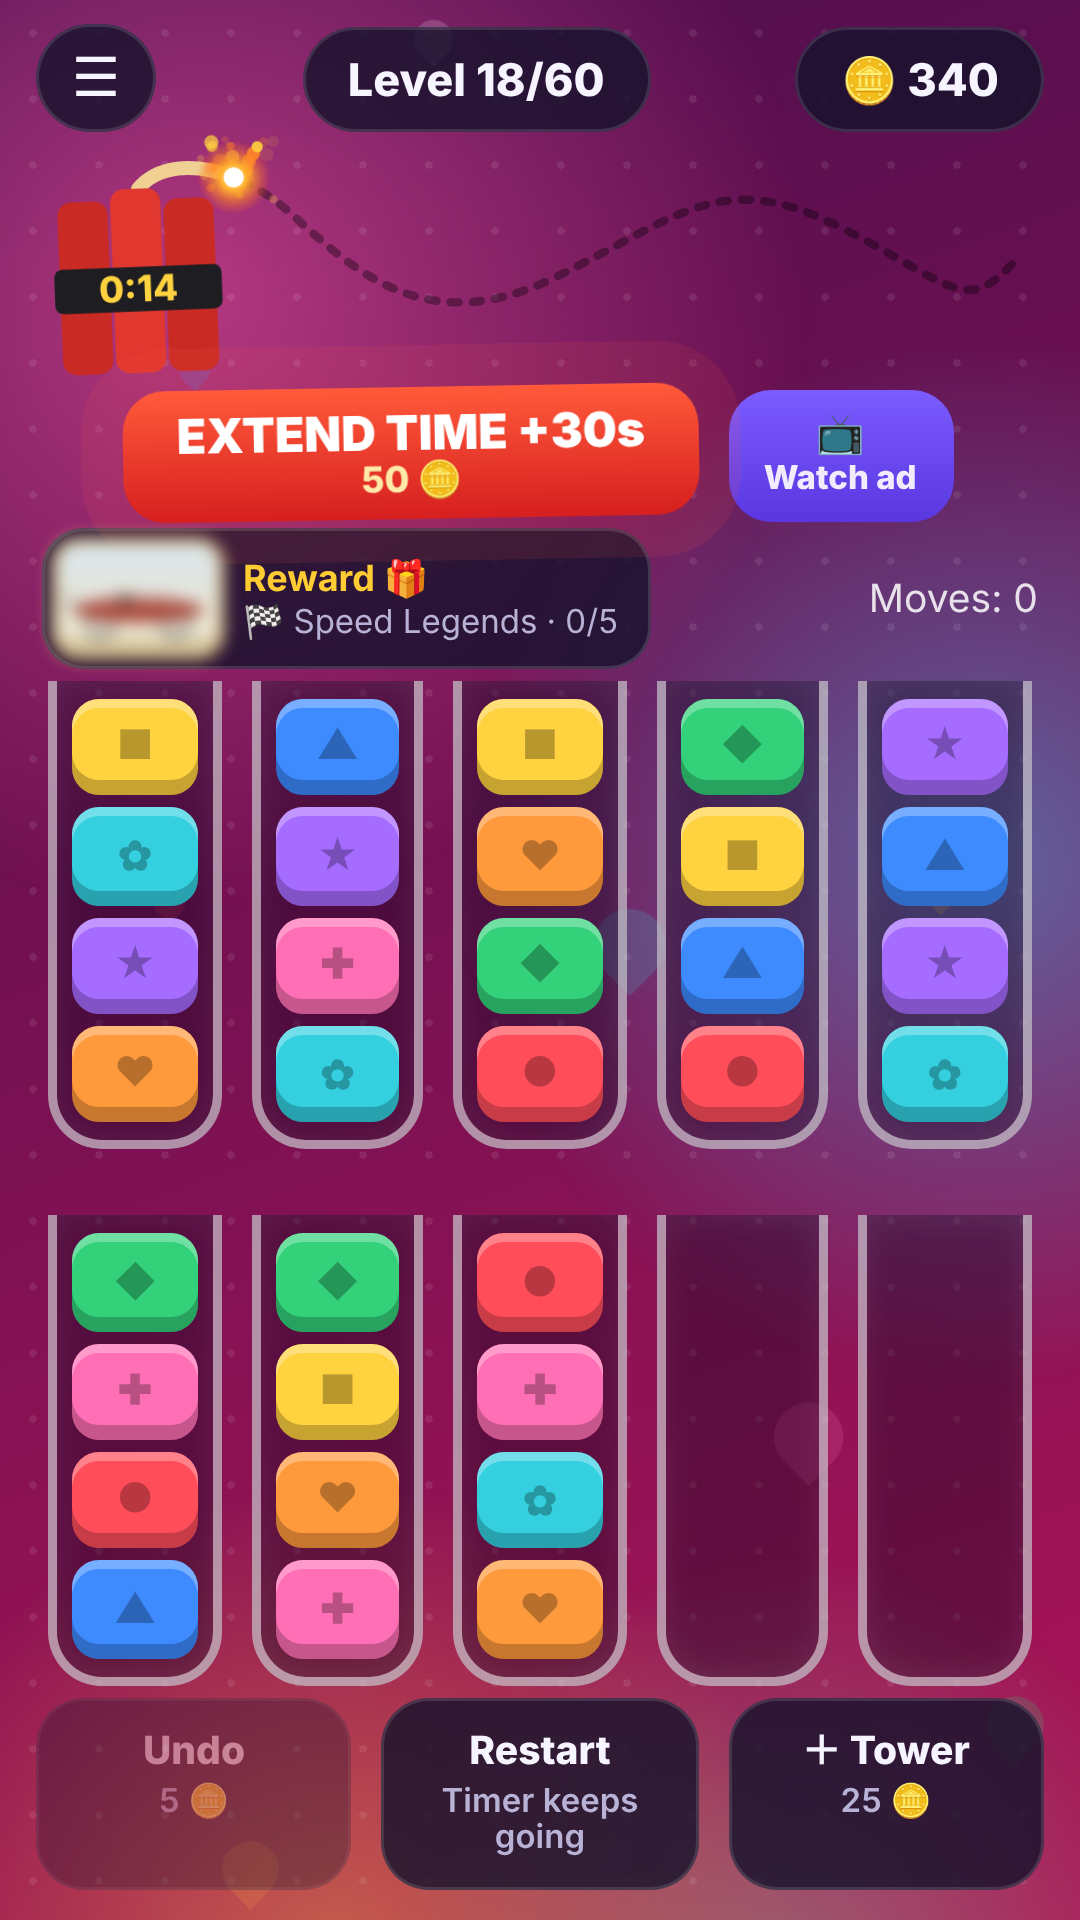 ☰
Level 18/60
🪙 340
0:14
EXTEND TIME +30s
50 🪙
📺
Watch ad
Reward 🎁
🏁 Speed Legends · 0/5
Moves: 0
Undo
5 🪙
Restart
Timer keeps
going
+ Tower
25 🪙